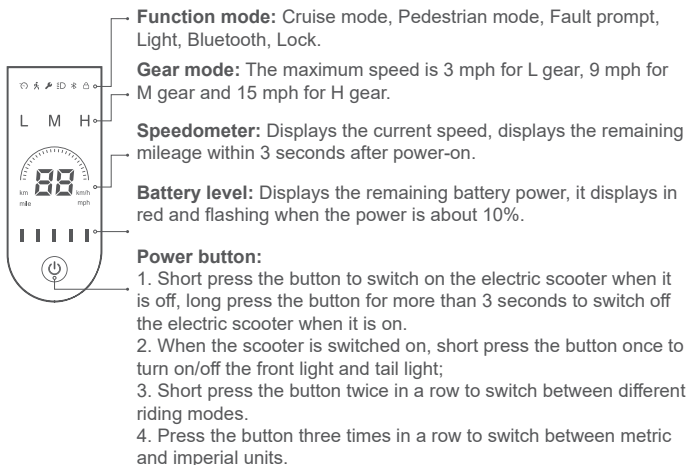 Function mode: Cruise mode, Pedestrian mode, Fault prompt,
Light, Bluetooth, Lock.
Gear mode: The maximum speed is 3 mph for L gear, 9 mph for
M gear and 15 mph for H gear.
L M H
Speedometer: Displays the current speed, displays the remaining
mileage within 3 seconds after power-on.
88
km km/h
mile mph
Battery level: Displays the remaining battery power, it displays in
red and flashing when the power is about 10%.
Power button:
1. Short press the button to switch on the electric scooter when it
is off, long press the button for more than 3 seconds to switch off
the electric scooter when it is on.
2. When the scooter is switched on, short press the button once to
turn on/off the front light and tail light;
3. Short press the button twice in a row to switch between different
riding modes.
4. Press the button three times in a row to switch between metric
and imperial units.